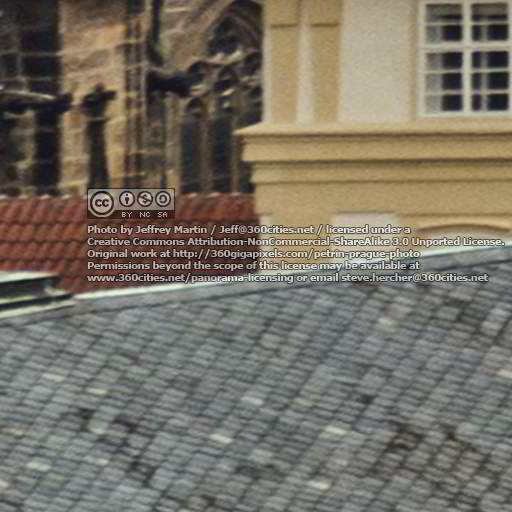 cc BY NC SA
Photo by Jeffrey Martin / Jeff@360cities.net / licensed under a
Creative Commons Attribution-NonCommercial-ShareAlike 3.0 Unported License.
Original work at http://360gigapixels.com/petrin-prague-photo
Permissions beyond the scope of this license may be available at
www.360cities.net/panorama-licensing or email steve.hercher@360cities.net